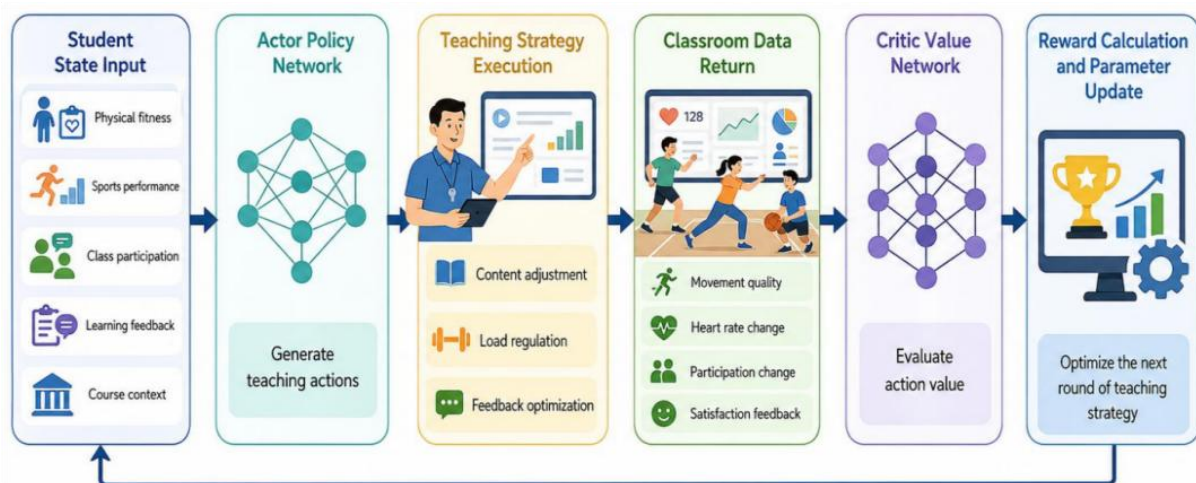 Student
State Input
Physical fitness
Sports performance
Class participation
Learning feedback
Course context
Actor Policy
Network
Generate
teaching actions
Teaching Strategy
Execution
Content adjustment
Load regulation
Feedback optimization
Classroom Data
Return
128
Movement quality
Heart rate change
Participation change
Satisfaction feedback
Critic Value
Network
Evaluate
action value
Reward Calculation
and Parameter
Update
Optimize the next
round of teaching
strategy